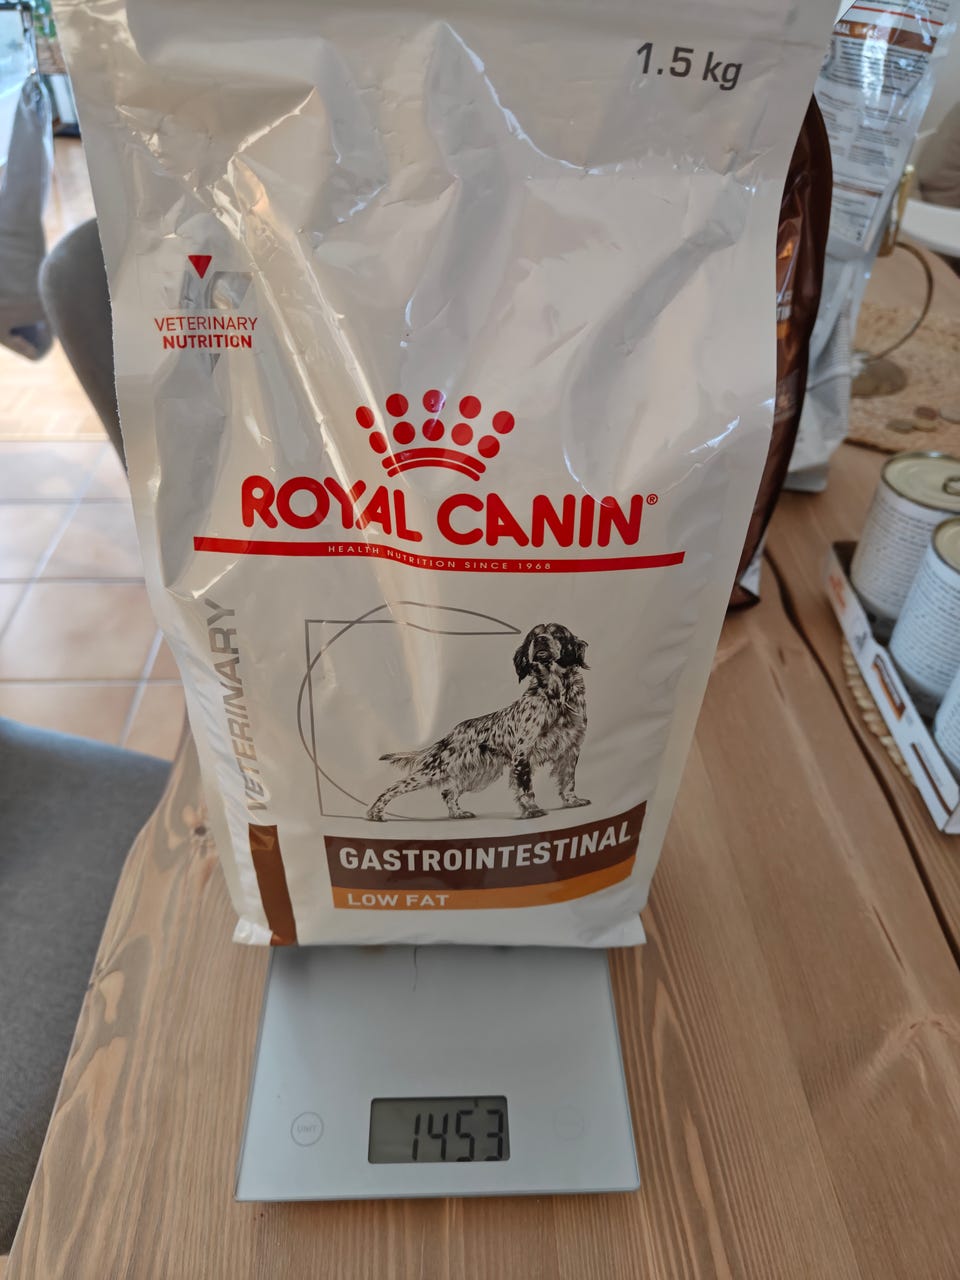 1.5 kg
VETERINARY
NUTRITION
ROYAL CANIN®
HEALTH NUTRITION SINCE 1968
VETERINARY
GASTROINTESTINAL
LOW FAT
UNIT
1453